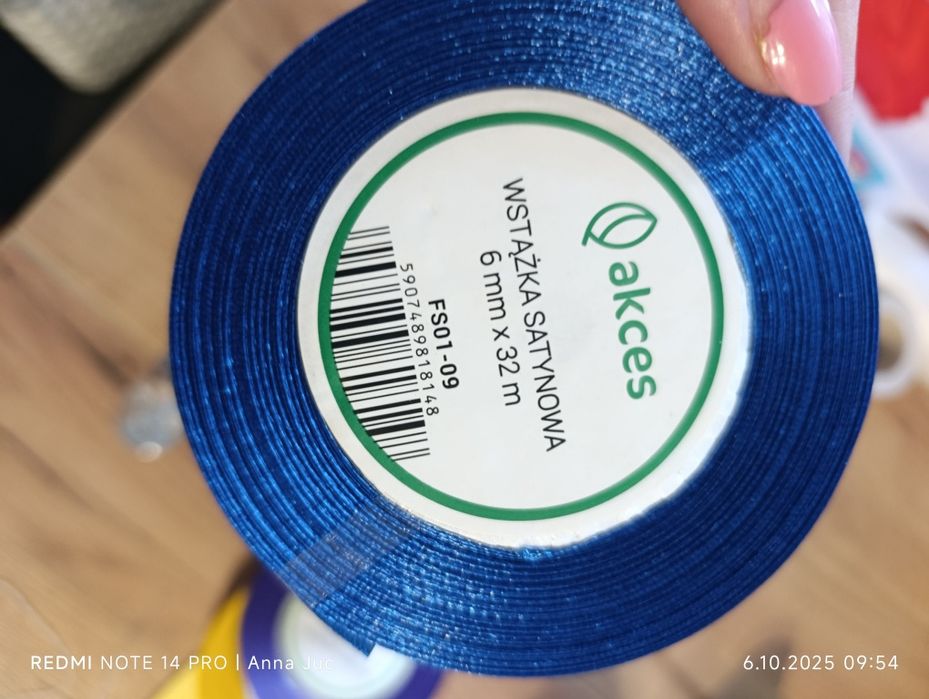 akces
WSTĄŻKA SATYNOWA
6 mm x 32 m
FS01-09
5907489818148
REDMI NOTE 14 PRO | Anna Juc
6.10.2025 09:54